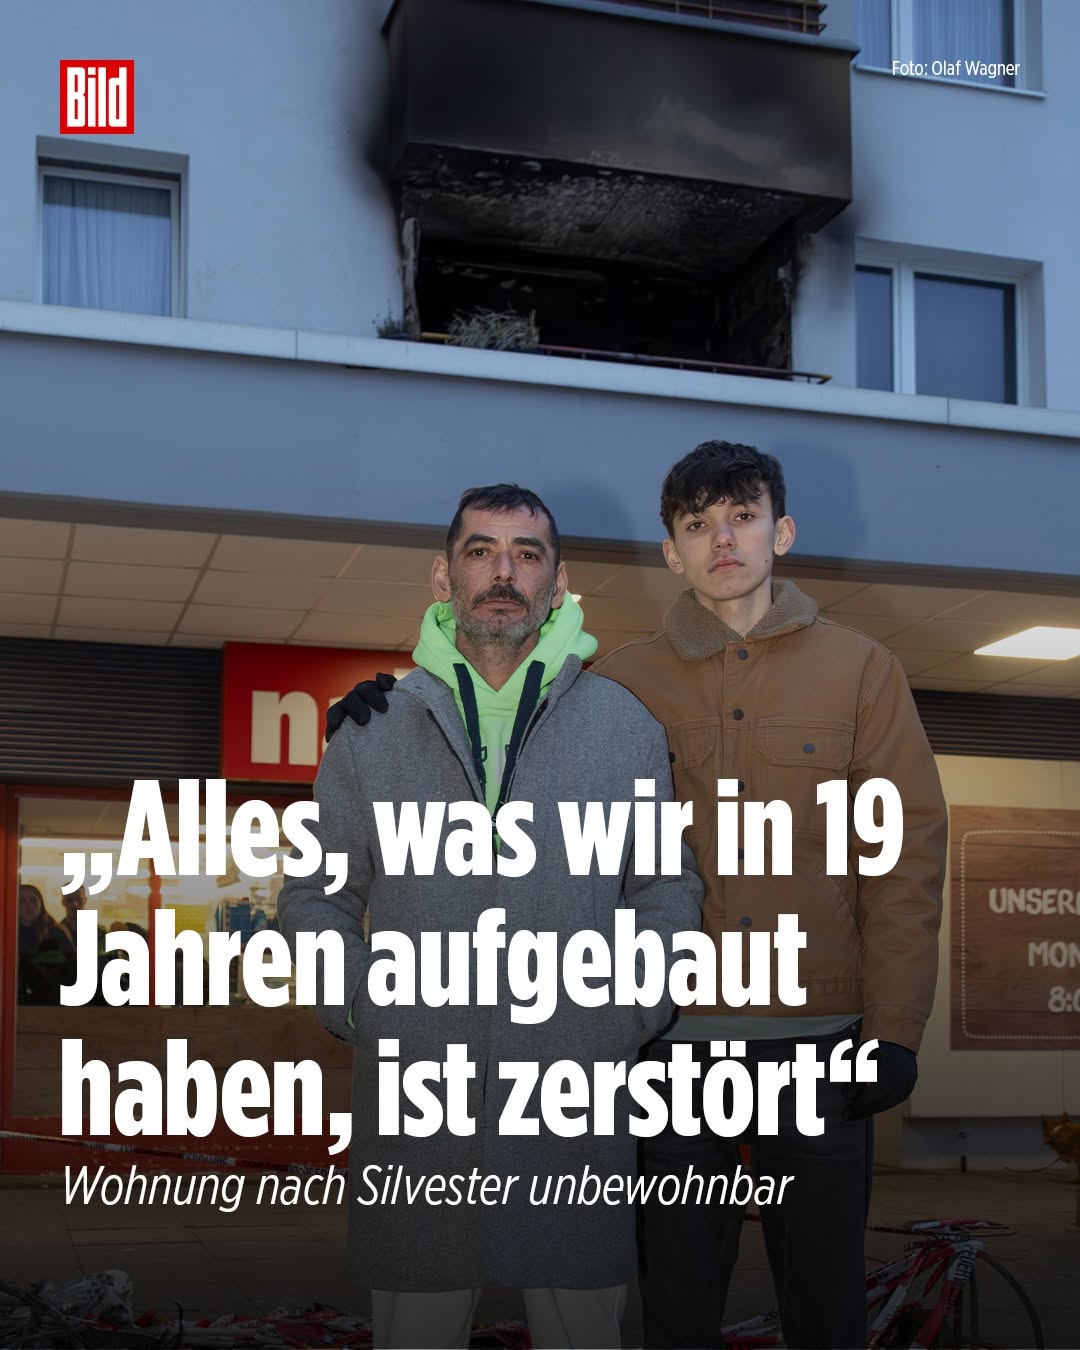 Bild
Foto: Olaf Wagner
„Alles, was wir in 19
Jahren aufgebaut
haben, ist zerstört“
Wohnung nach Silvester unbewohnbar